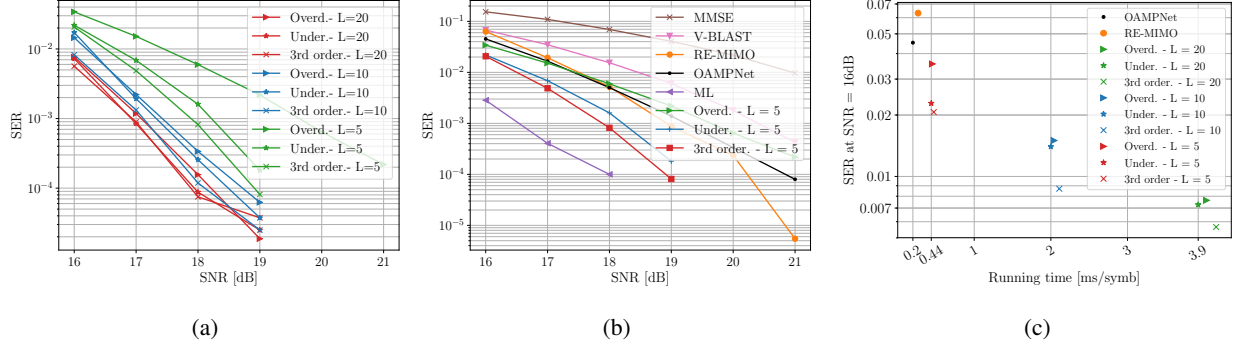 10⁻²
10⁻³
10⁻⁴
SER
16
17
18
19
20
21
SNR [dB]
Overd.- L=20
Under.- L=20
3rd order.- L=20
Overd.- L=10
Under.- L=10
3rd order.- L=10
Overd.- L=5
Under.- L=5
3rd order.- L=5
(a)
10⁻¹
10⁻²
10⁻³
10⁻⁴
10⁻⁵
SER
16
17
18
19
20
21
SNR [dB]
MMSE
V-BLAST
RE-MIMO
OAMPNet
ML
Overd. - L = 5
Under. - L = 5
3rd order. - L = 5
(b)
0.07
0.05
0.03
0.02
0.01
0.007
SER at SNR = 16dB
0.2
0.44
1
2
3
3.9
Running time [ms/symb]
OAMPNet
RE-MIMO
Overd. - L = 20
Under. - L = 20
3rd order. - L = 20
Overd. - L = 10
Under. - L = 10
3rd order. - L = 10
Overd. - L = 5
Under. - L = 5
3rd order. - L = 5
(c)